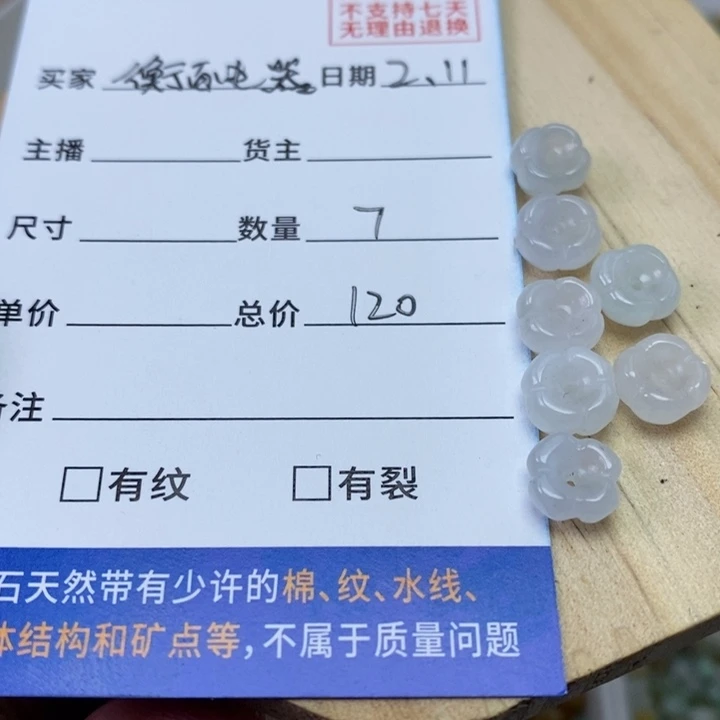 不支持七天
无理由退换
买家 日期 2.11
主播 货主
尺寸 数量 7
单价 总价 120
备注
□有纹 □有裂
石天然带有少许的棉、纹、水线、
体结构和矿点等,不属于质量问题